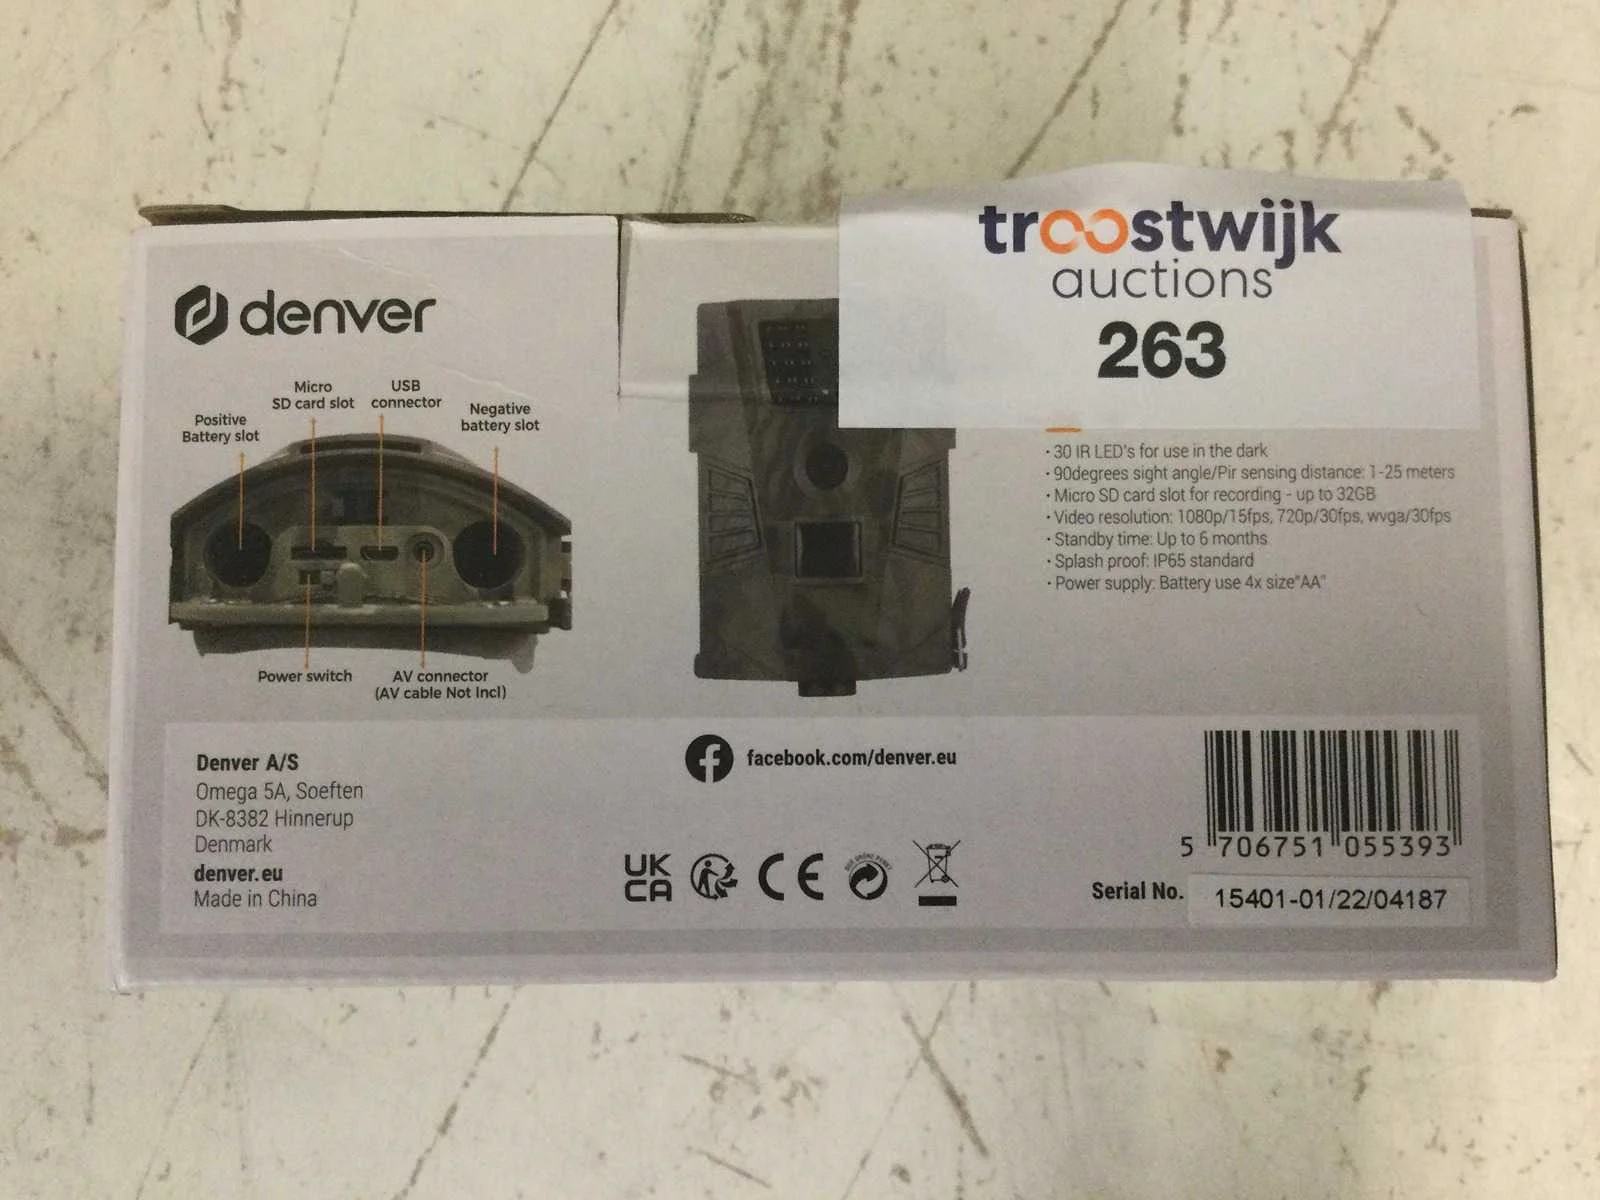 troostwijk
auctions
263
denver
Micro
SD card slot
USB
connector
Positive
Battery slot
Negative
battery slot
Power switch
AV connector
(AV cable Not Incl)
• 30 IR LED's for use in the dark
• 90degrees sight angle/Pir sensing distance: 1-25 meters
• Micro SD card slot for recording - up to 32GB
• Video resolution: 1080p/15fps, 720p/30fps, wvga/30fps
• Standby time: Up to 6 months
• Splash proof: IP65 standard
• Power supply: Battery use 4x size"AA"
Denver A/S
Omega 5A, Soeften
DK-8382 Hinnerup
Denmark
denver.eu
Made in China
facebook.com/denver.eu
UK
CA
CE
5 706751 055393
Serial No. 15401-01/22/04187